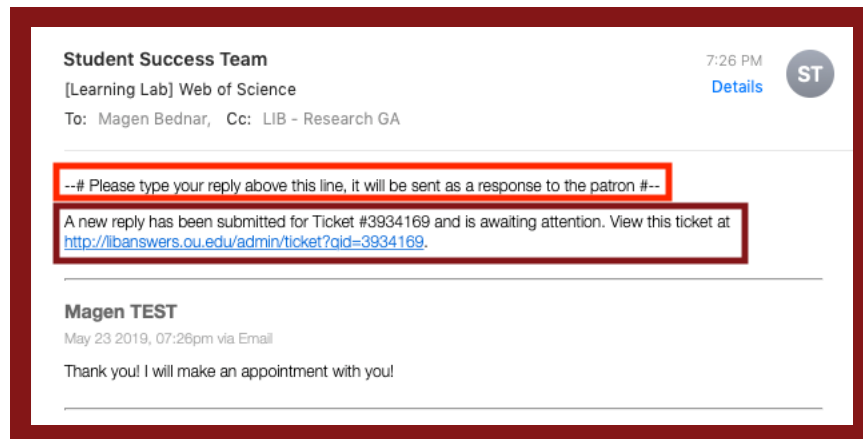 Student Success Team
7:26 PM
ST
[Learning Lab] Web of Science
Details
To: Magen Bednar, Cc: LIB - Research GA
--# Please type your reply above this line, it will be sent as a response to the patron #--
A new reply has been submitted for Ticket #3934169 and is awaiting attention. View this ticket at
http://libanswers.ou.edu/admin/ticket?qid=3934169.
Magen TEST
May 23 2019, 07:26pm via Email
Thank you! I will make an appointment with you!